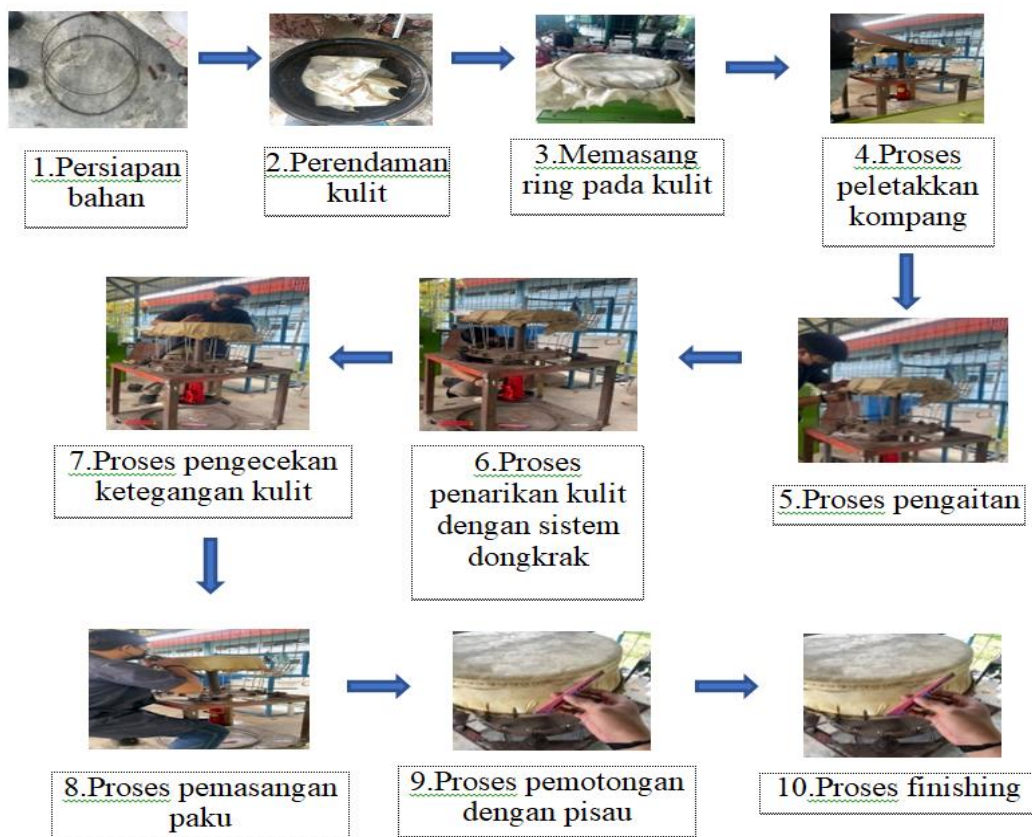 1.Persiapan
bahan
2.Perendaman
kulit
3.Memasang
ring pada kulit
4.Proses
peletakkan
kompang
5.Proses pengaitan
6.Proses
penarikan kulit
dengan sistem
dongkrak
7.Proses pengecekan
ketegangan kulit
8.Proses pemasangan
paku
9.Proses pemotongan
dengan pisau
10.Proses finishing